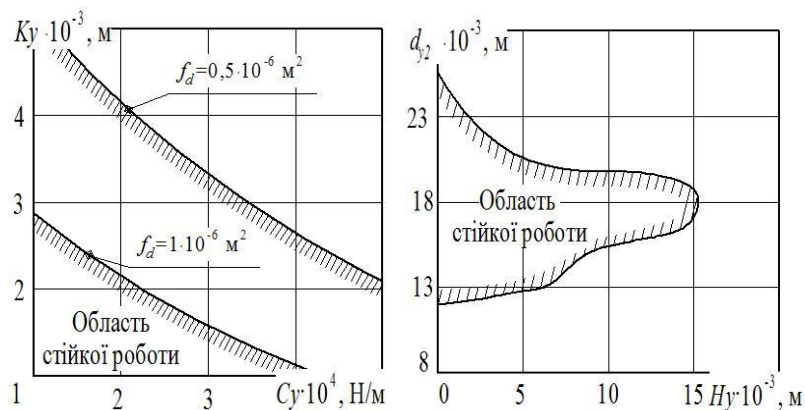 Ky·10⁻³, м
f_d=0,5·10⁻⁶ м²
4
3
f_d=1·10⁻⁶ м²
2
Область
стійкої роботи
1
2
3
Cy·10⁴, Н/м
d_y2 ·10⁻³, м
23
18
Область
стійкої роботи
13
8
0
5
10
15
Hy·10⁻³, м